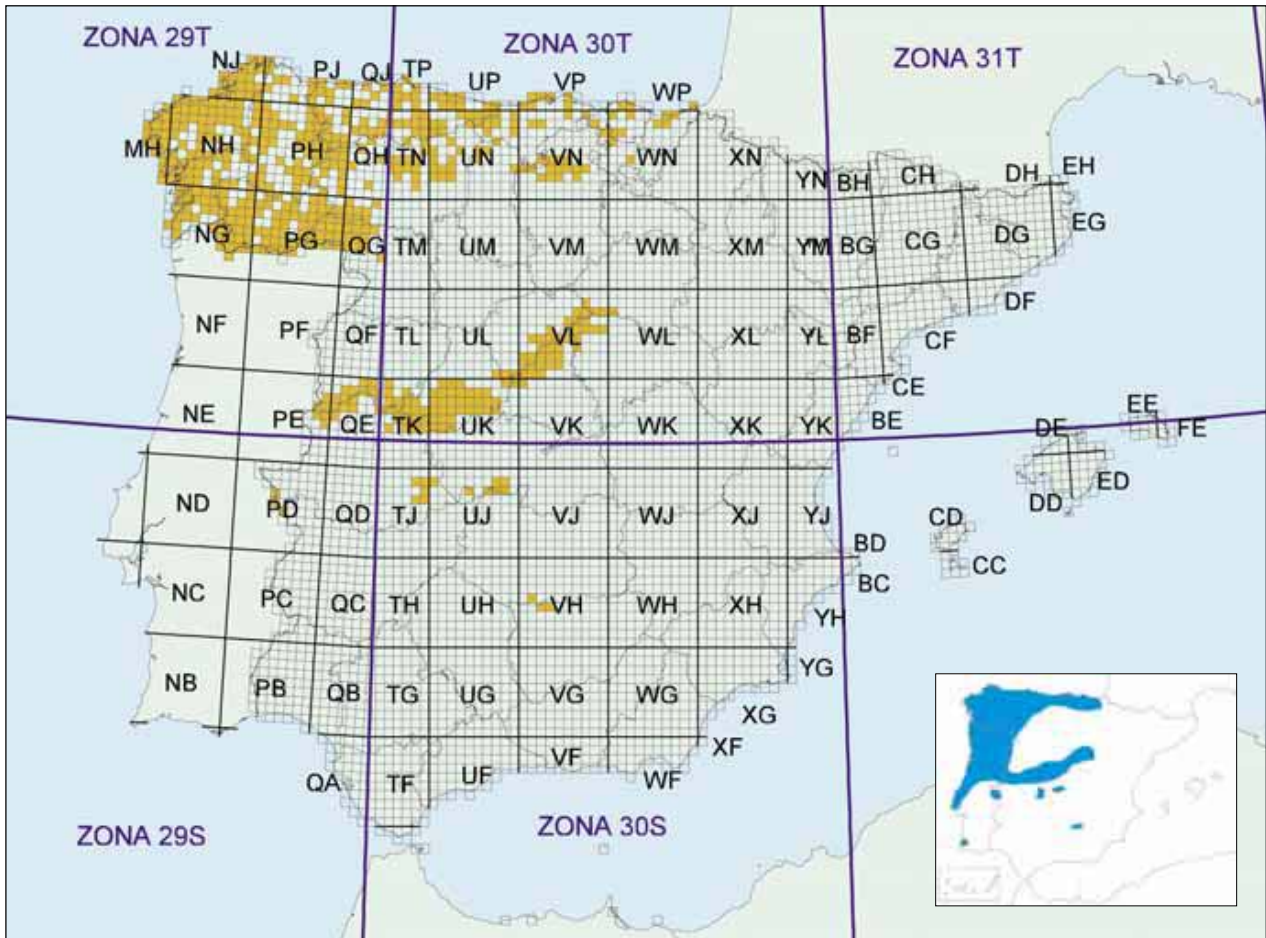 ZONA 29T
ZONA 30T
ZONA 31T
NJ PJ QJ TP UP VP WP
MH NH PH QH TN UN VN WN XN YN BH CH DH EH
NG PG QG TM UM VM WM XM YM BG CG DG EG
NF PF QF TL UL VL WL XL YL BF CF DF
NE PE QE TK UK VK WK XK YK BE CE DE EE FE
ND PD QD TJ UJ VJ WJ XJ YJ BD CD DD ED
NC PC QC TH UH VH WH XH YH BC CC
NB PB QB TG UG VG WG XG YG
QA TF UF VF WF XF
ZONA 29S
ZONA 30S